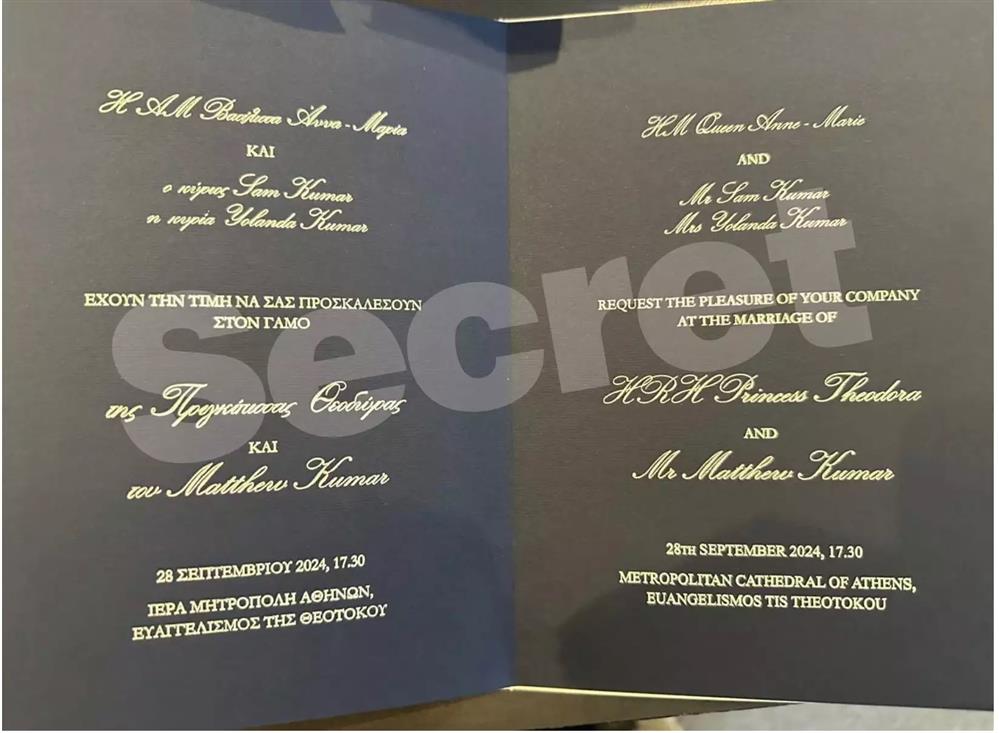 Η ΑΜ Βασίλισσα Άννα - Μαρία
ΚΑΙ
ο κύριος Sam Kumar
η κυρία Yolanda Kumar
ΕΧΟΥΝ ΤΗΝ ΤΙΜΗ ΝΑ ΣΑΣ ΠΡΟΣΚΑΛΕΣΟΥΝ
ΣΤΟΝ ΓΑΜΟ
της Πριγκίπισσας Θεοδώρας
ΚΑΙ
του Matthew Kumar
28 ΣΕΠΤΕΜΒΡΙΟΥ 2024, 17.30
ΙΕΡΑ ΜΗΤΡΟΠΟΛΗ ΑΘΗΝΩΝ,
ΕΥΑΓΓΕΛΙΣΜΟΣ ΤΗΣ ΘΕΟΤΟΚΟΥ
HM Queen Anne - Marie
AND
Mr Sam Kumar
Mrs Yolanda Kumar
REQUEST THE PLEASURE OF YOUR COMPANY
AT THE MARRIAGE OF
HRH Princess Theodora
AND
Mr Matthew Kumar
28TH SEPTEMBER 2024, 17.30
METROPOLITAN CATHEDRAL OF ATHENS,
EUANGELISMOS TIS THEOTOKOU
Secret